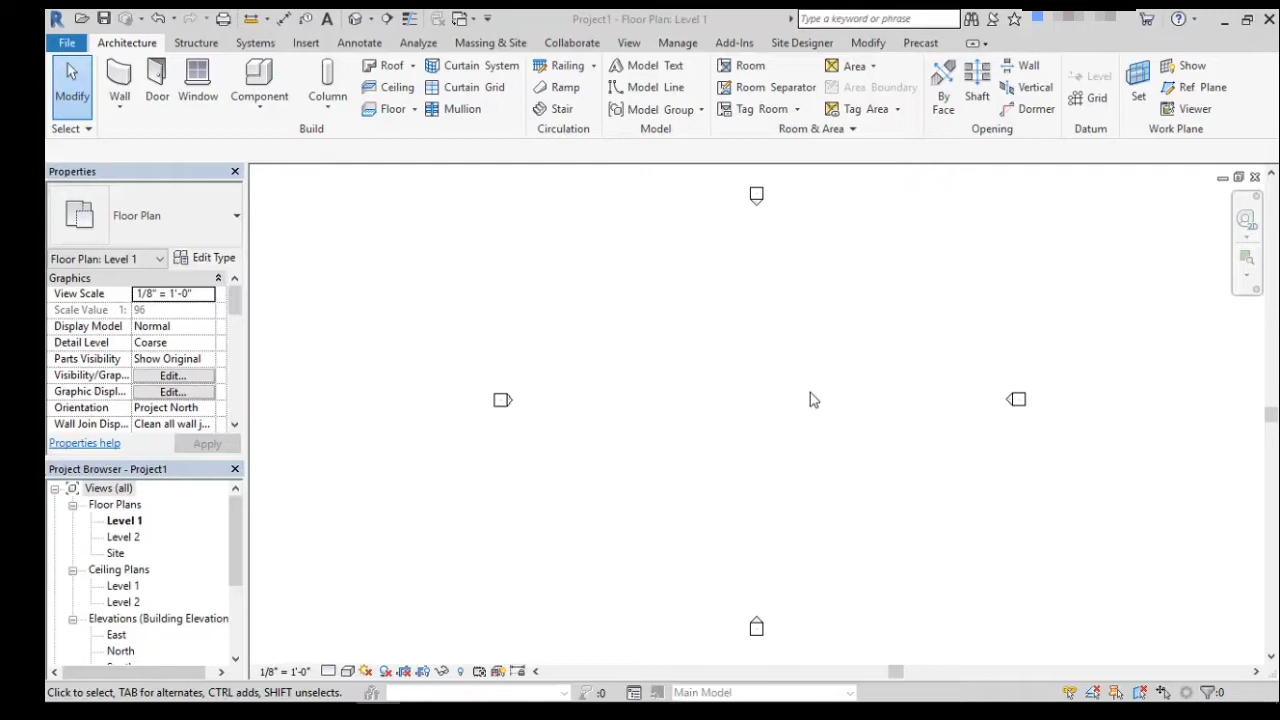 Project1 - Floor Plan: Level 1
Type a keyword or phrase
File Architecture Structure Systems Insert Annotate Analyze Massing & Site Collaborate View Manage Add-Ins Site Designer Modify Precast
Modify Wall Door Window Component Column
Roof Curtain System Railing Model Text Room Area
Ceiling Curtain Grid Ramp Model Line Room Separator Area Boundary
Floor Mullion Stair Model Group Tag Room Tag Area
By Face Shaft Wall Vertical Dormer
Level Grid
Set Show Ref Plane Viewer
Select Build Circulation Model Room & Area Opening Datum Work Plane
Properties
Floor Plan
Floor Plan: Level 1 Edit Type
Graphics
View Scale 1/8" = 1'-0"
Scale Value 1: 96
Display Model Normal
Detail Level Coarse
Parts Visibility Show Original
Visibility/Grap... Edit...
Graphic Displ... Edit...
Orientation Project North
Wall Join Disp... Clean all wall j...
Properties help Apply
Project Browser - Project1
Views (all)
Floor Plans
Level 1
Level 2
Site
Ceiling Plans
Level 1
Level 2
Elevations (Building Elevation
East
North
2D
1/8" = 1'-0"
Click to select, TAB for alternates, CTRL adds, SHIFT unselects. :0 Main Model :0